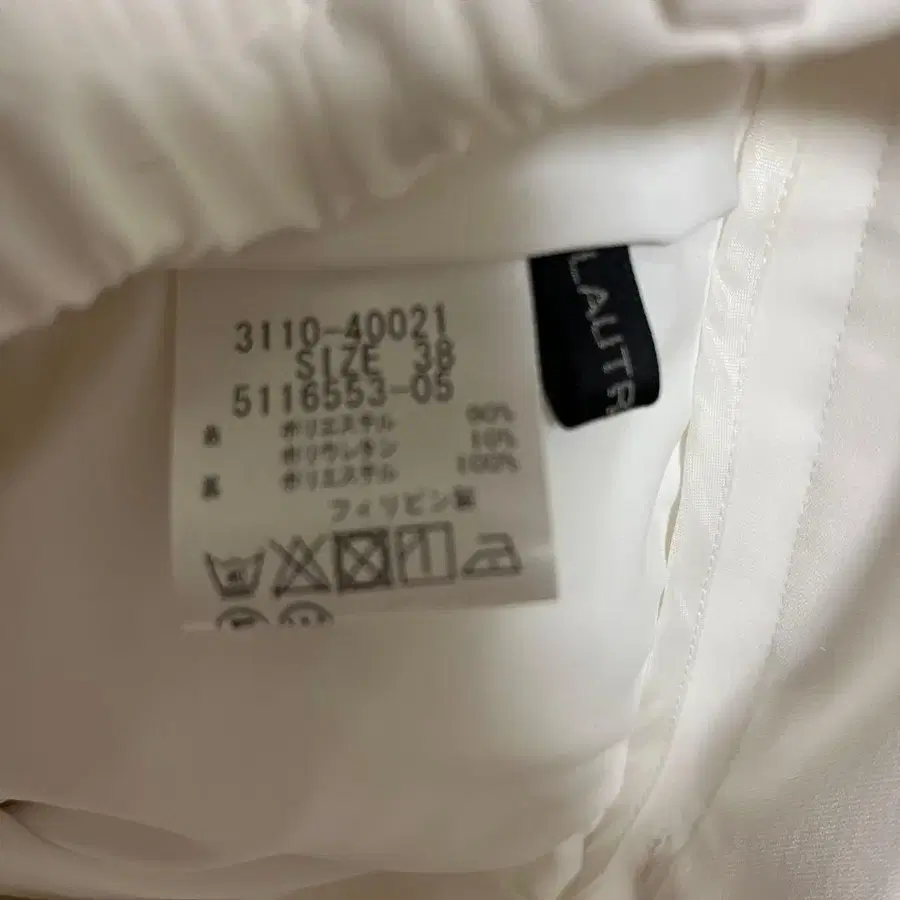 3110-40021
SIZE 38
5116553-05
表 ポリエステル 90%
ポリウレタン 10%
裏 ポリエステル 100%
フィリピン製
LAUTR